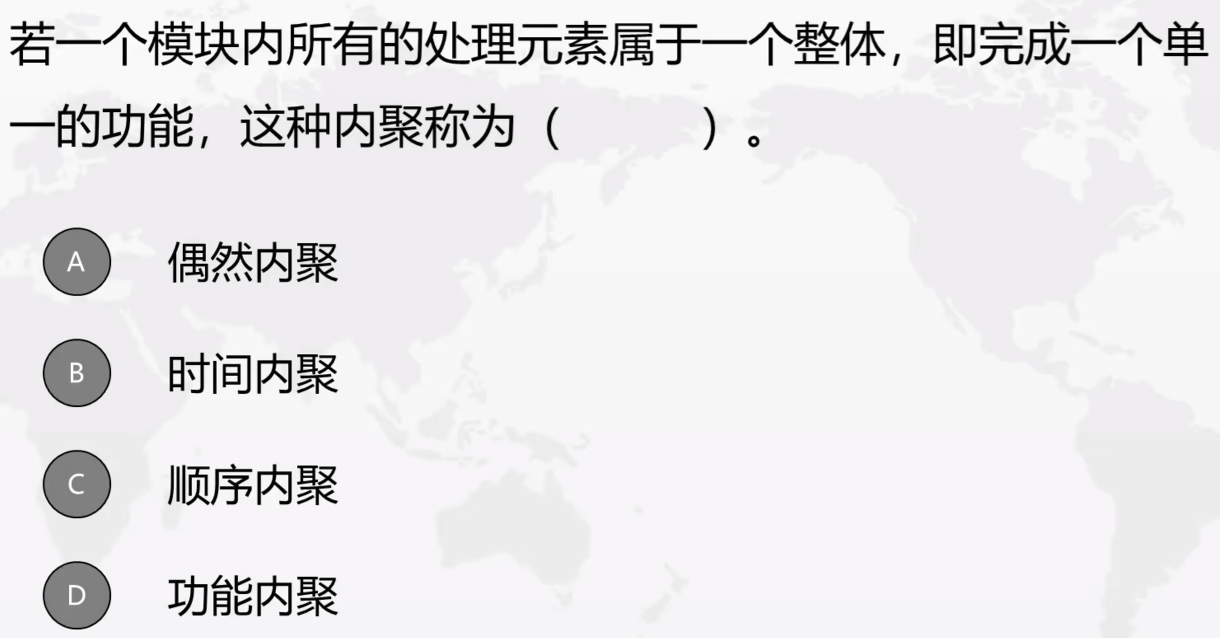 若一个模块内所有的处理元素属于一个整体，即完成一个单
一的功能，这种内聚称为（　　　）。
A 偶然内聚
B 时间内聚
C 顺序内聚
D 功能内聚